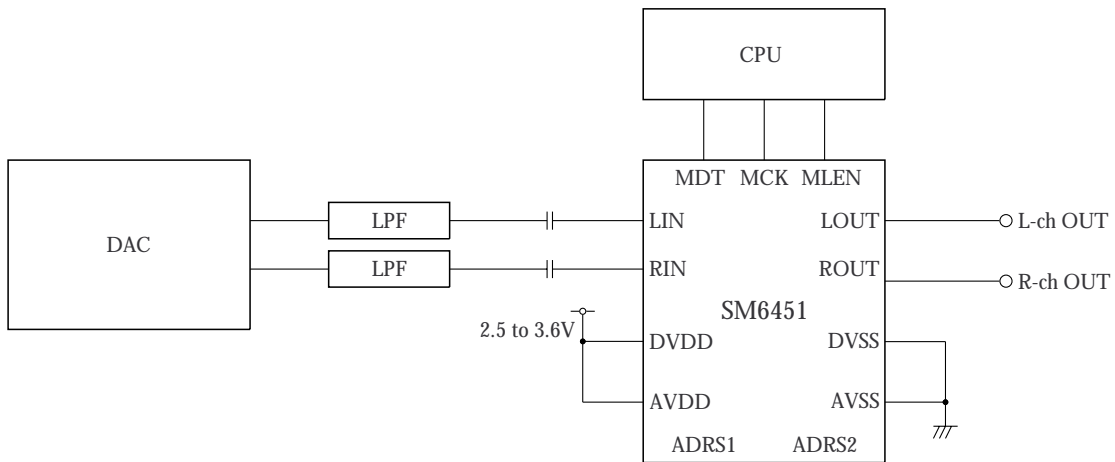 CPU
MDT MCK MLEN
DAC
LPF
LPF
LIN
RIN
LOUT
ROUT
L-ch OUT
R-ch OUT
SM6451
2.5 to 3.6V
DVDD
AVDD
DVSS
AVSS
ADRS1
ADRS2